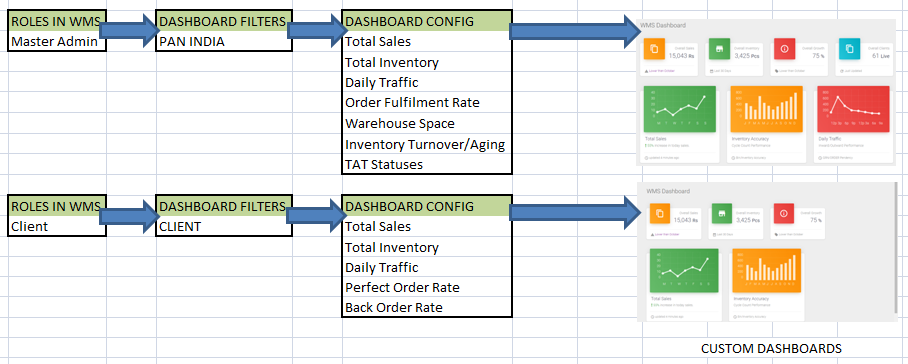 ROLES IN WMS
Master Admin
DASHBOARD FILTERS
PAN INDIA
DASHBOARD CONFIG
Total Sales
Total Inventory
Daily Traffic
Order Fulfilment Rate
Warehouse Space
Inventory Turnover/Aging
TAT Statuses
WMS Dashboard
15,043 Rs
3,425 Pcs
75 %
61 Live
Total Sales
Inventory Accuracy
Daily Traffic
ROLES IN WMS
Client
DASHBOARD FILTERS
CLIENT
DASHBOARD CONFIG
Total Sales
Total Inventory
Daily Traffic
Perfect Order Rate
Back Order Rate
WMS Dashboard
15,043 Rs
3,425 Pcs
75 %
Total Sales
Inventory Accuracy
CUSTOM DASHBOARDS